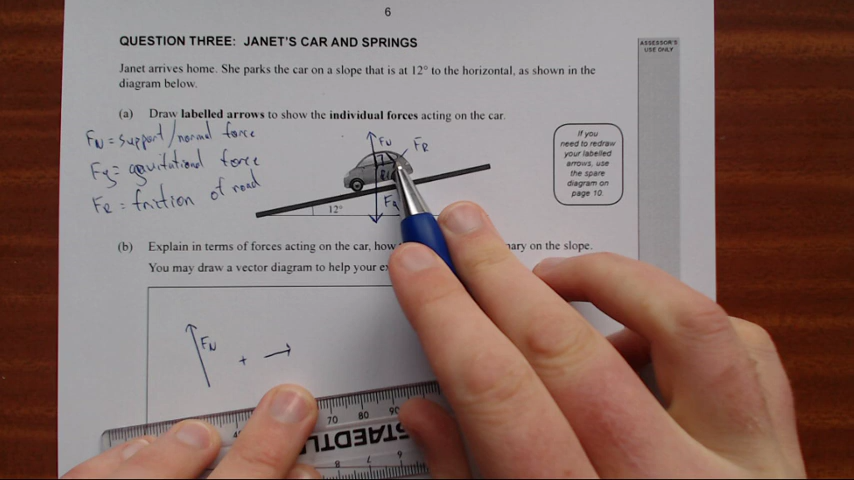 6
QUESTION THREE: JANET'S CAR AND SPRINGS
ASSESSOR'S
USE ONLY
Janet arrives home. She parks the car on a slope that is at 12° to the horizontal, as shown in the
diagram below.
(a) Draw labelled arrows to show the individual forces acting on the car.
FN = support/normal force
Fg = gravitational force
FR = friction of road
FN
FR
Fg
12°
If you
need to redraw
your labelled
arrows, use
the spare
diagram on
page 10.
(b) Explain in terms of forces acting on the car, how
nary on the slope.
You may draw a vector diagram to help your ex
FN
+
70 80 90
STAEDTL
8 7 6